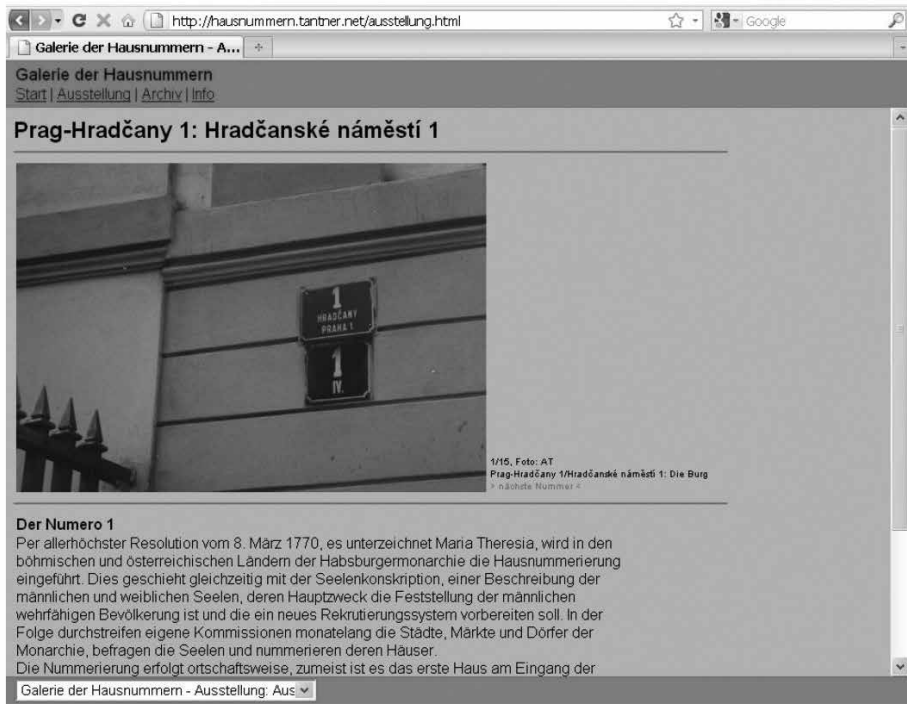 http://hausnummern.tantner.net/ausstellung.html
Google
Galerie der Hausnummern - A...
Galerie der Hausnummern
Start | Ausstellung | Archiv | Info
Prag-Hradčany 1: Hradčanské náměstí 1
1
HRADČANY
PRAHA 1
1
IV.
1/15, Foto: AT
Prag-Hradčany 1/Hradčanské náměstí 1: Die Burg
> nächste Nummer <
Der Numero 1
Per allerhöchster Resolution vom 8. März 1770, es unterzeichnet Maria Theresia, wird in den
böhmischen und österreichischen Ländern der Habsburgermonarchie die Hausnummerierung
eingeführt. Dies geschieht gleichzeitig mit der Seelenkonskription, einer Beschreibung der
männlichen und weiblichen Seelen, deren Hauptzweck die Feststellung der männlichen
wehrfähigen Bevölkerung ist und die ein neues Rekrutierungssystem vorbereiten soll. In der
Folge durchstreifen eigene Kommissionen monatelang die Städte, Märkte und Dörfer der
Monarchie, befragen die Seelen und nummerieren deren Häuser.
Die Nummerierung erfolgt ortschaftsweise, zumeist ist es das erste Haus am Eingang der
Galerie der Hausnummern - Ausstellung: Aus